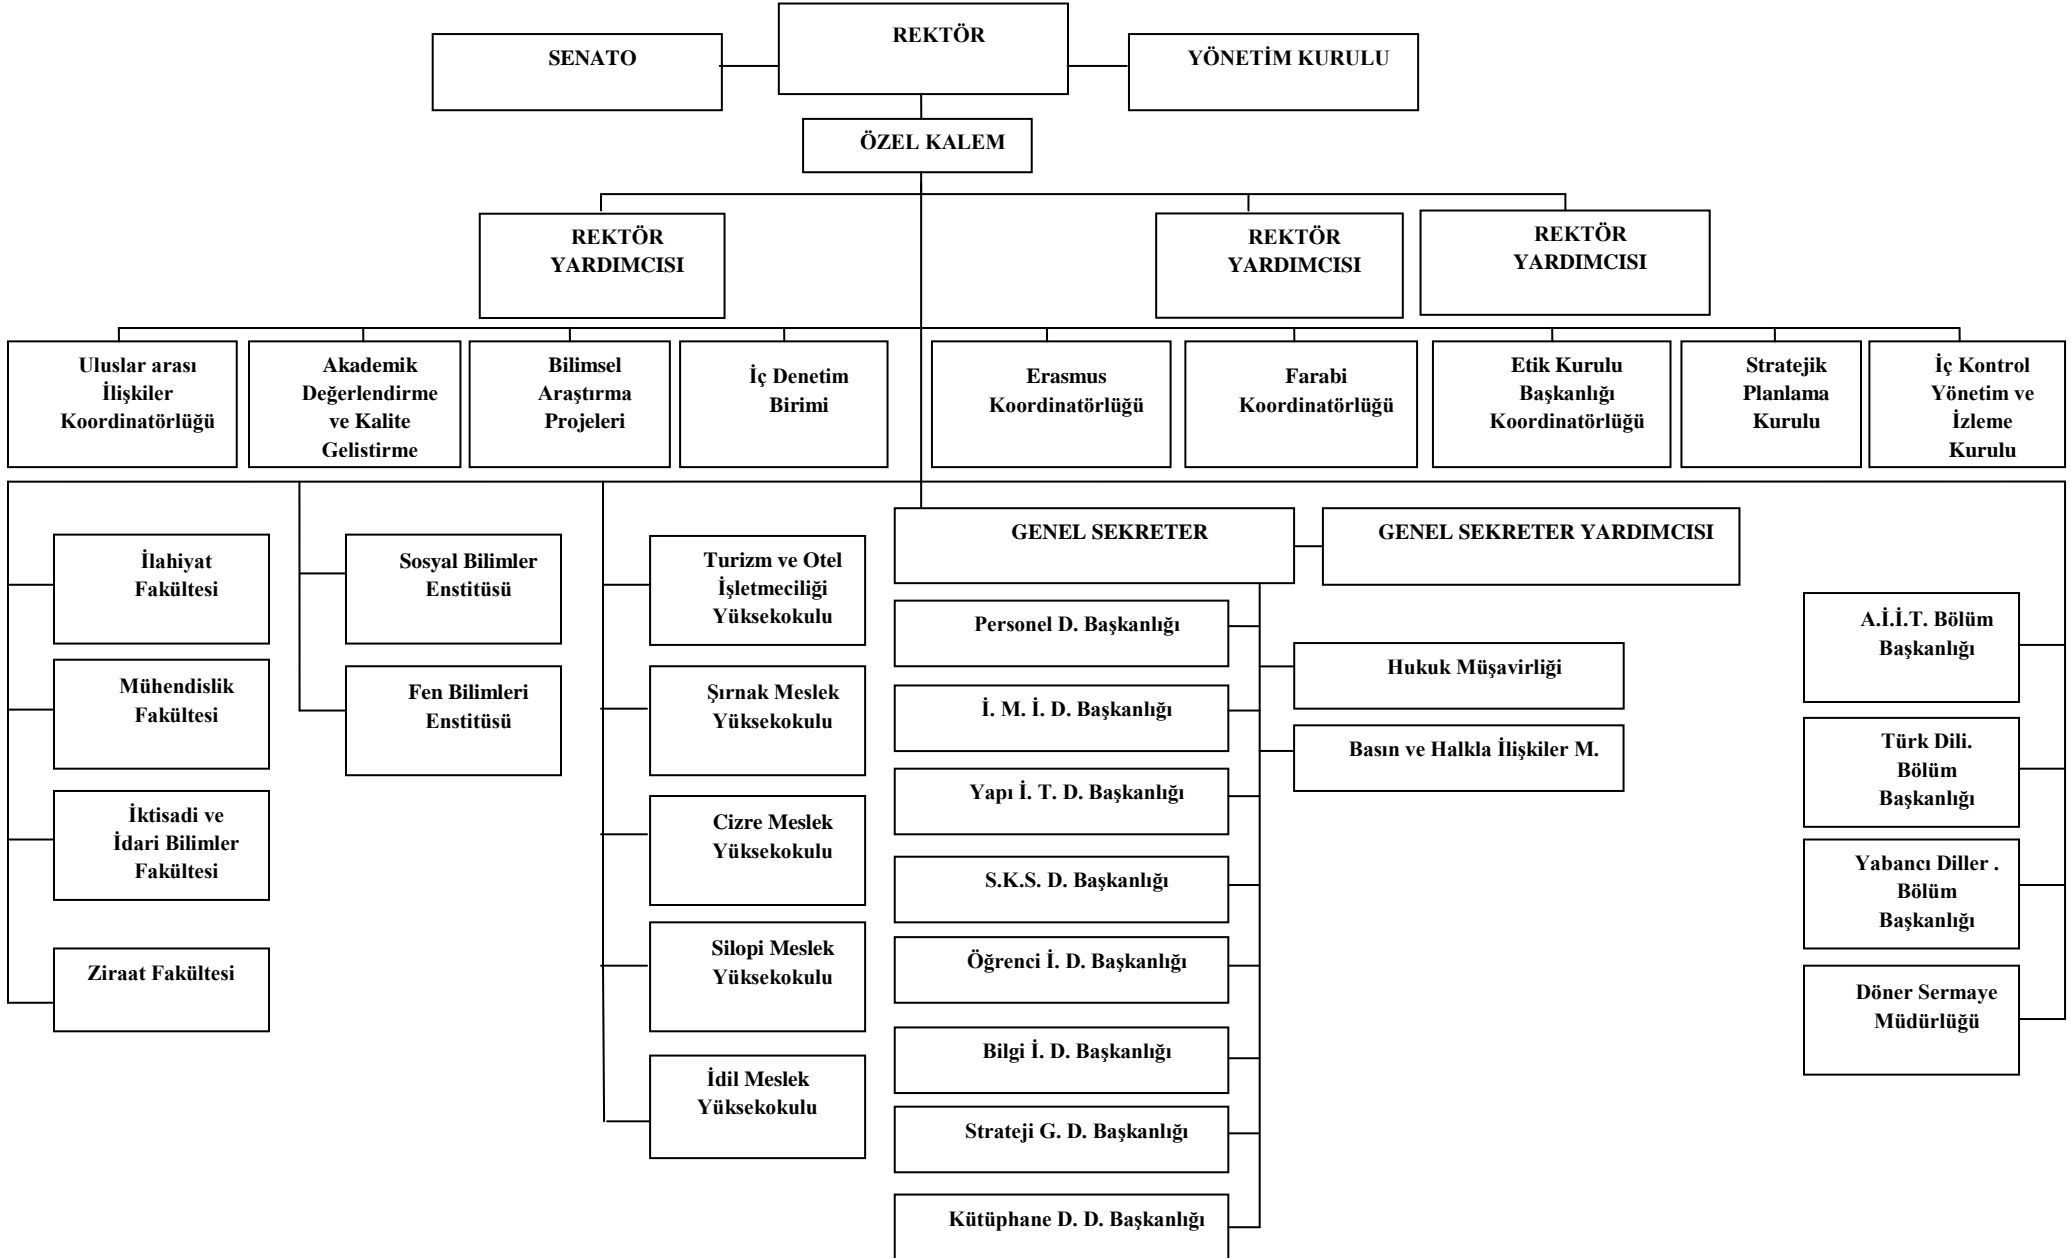 REKTÖR
SENATO
YÖNETİM KURULU
ÖZEL KALEM
REKTÖR
YARDIMCISI
REKTÖR
YARDIMCISI
REKTÖR
YARDIMCISI
Uluslar arası
İlişkiler
Koordinatörlüğü
Akademik
Değerlendirme
ve Kalite
Gelistirme
Bilimsel
Araştırma
Projeleri
İç Denetim
Birimi
Erasmus
Koordinatörlüğü
Farabi
Koordinatörlüğü
Etik Kurulu
Başkanlığı
Koordinatörlüğü
Stratejik
Planlama
Kurulu
İç Kontrol
Yönetim ve
İzleme
Kurulu
GENEL SEKRETER
GENEL SEKRETER YARDIMCISI
İlahiyat
Fakültesi
Mühendislik
Fakültesi
İktisadi ve
İdari Bilimler
Fakültesi
Ziraat Fakültesi
Sosyal Bilimler
Enstitüsü
Fen Bilimleri
Enstitüsü
Turizm ve Otel
İşletmeciliği
Yüksekokulu
Şırnak Meslek
Yüksekokulu
Cizre Meslek
Yüksekokulu
Silopi Meslek
Yüksekokulu
İdil Meslek
Yüksekokulu
Personel D. Başkanlığı
İ. M. İ. D. Başkanlığı
Yapı İ. T. D. Başkanlığı
S.K.S. D. Başkanlığı
Öğrenci İ. D. Başkanlığı
Bilgi İ. D. Başkanlığı
Strateji G. D. Başkanlığı
Kütüphane D. D. Başkanlığı
Hukuk Müşavirliği
Basın ve Halkla İlişkiler M.
A.İ.İ.T. Bölüm
Başkanlığı
Türk Dili.
Bölüm
Başkanlığı
Yabancı Diller .
Bölüm
Başkanlığı
Döner Sermaye
Müdürlüğü